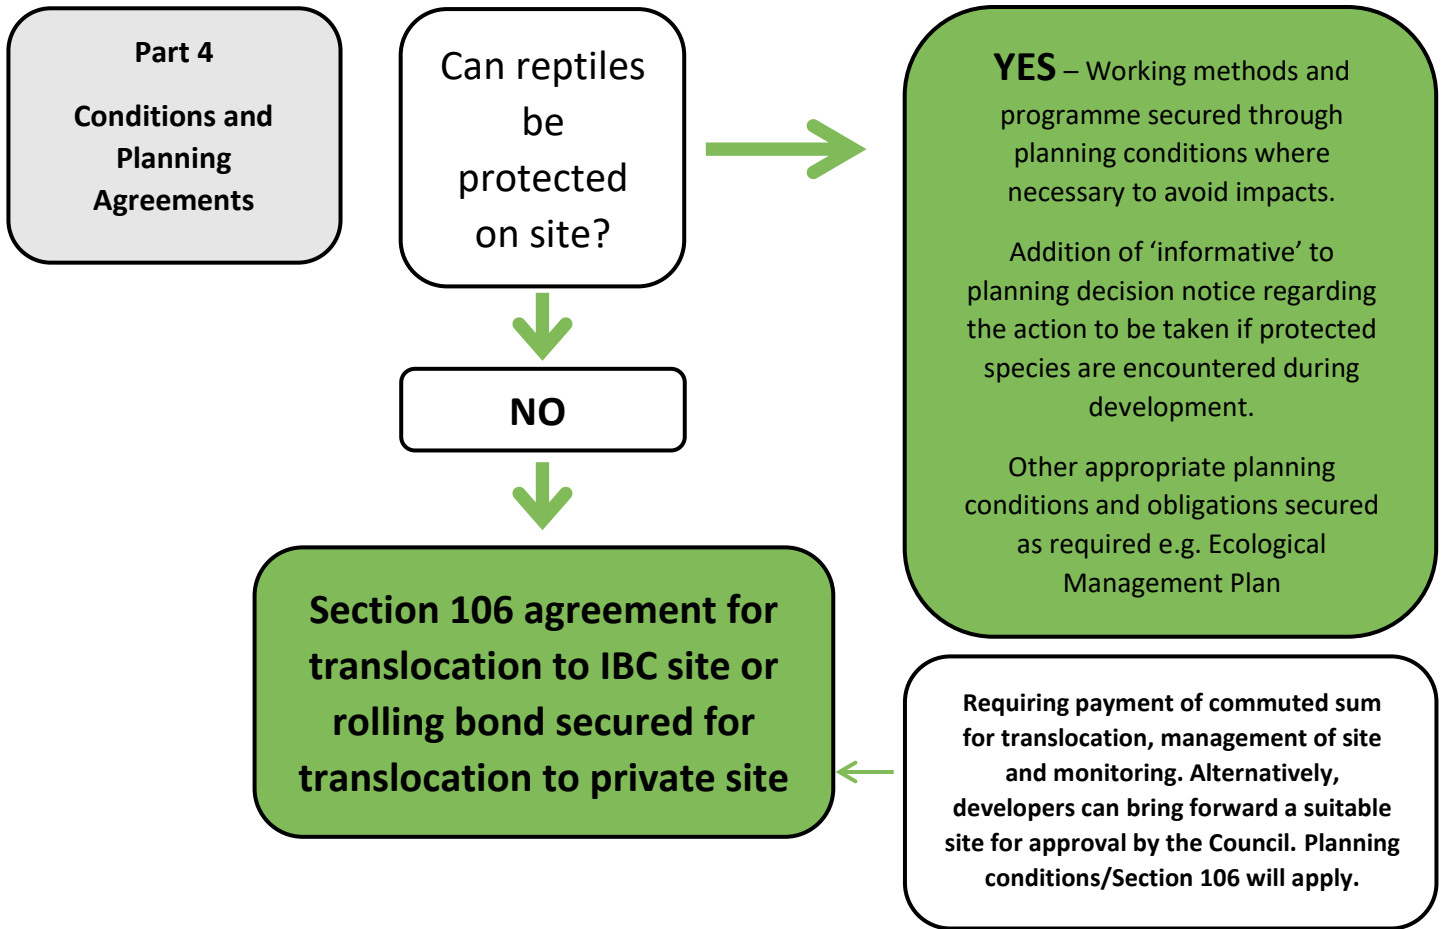 Part 4
Conditions and
Planning
Agreements
Can reptiles
be
protected
on site?
YES – Working methods and
programme secured through
planning conditions where
necessary to avoid impacts.
Addition of ‘informative’ to
planning decision notice regarding
the action to be taken if protected
species are encountered during
development.
Other appropriate planning
conditions and obligations secured
as required e.g. Ecological
Management Plan
NO
Section 106 agreement for
translocation to IBC site or
rolling bond secured for
translocation to private site
Requiring payment of commuted sum
for translocation, management of site
and monitoring. Alternatively,
developers can bring forward a suitable
site for approval by the Council. Planning
conditions/Section 106 will apply.